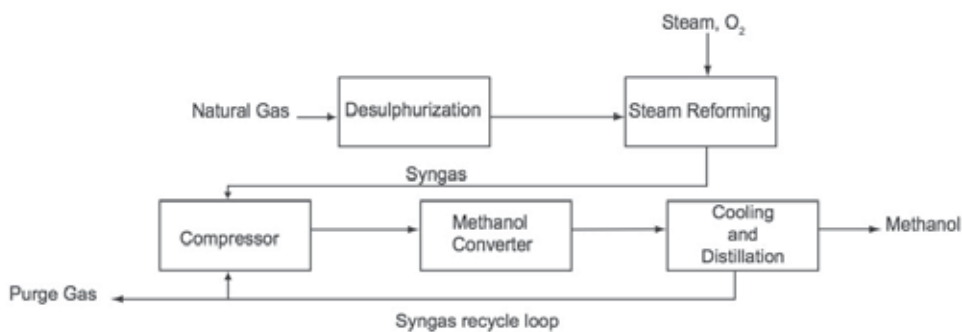 Steam, O₂
Natural Gas
Desulphurization
Steam Reforming
Syngas
Compressor
Methanol
Converter
Cooling
and
Distillation
Methanol
Purge Gas
Syngas recycle loop